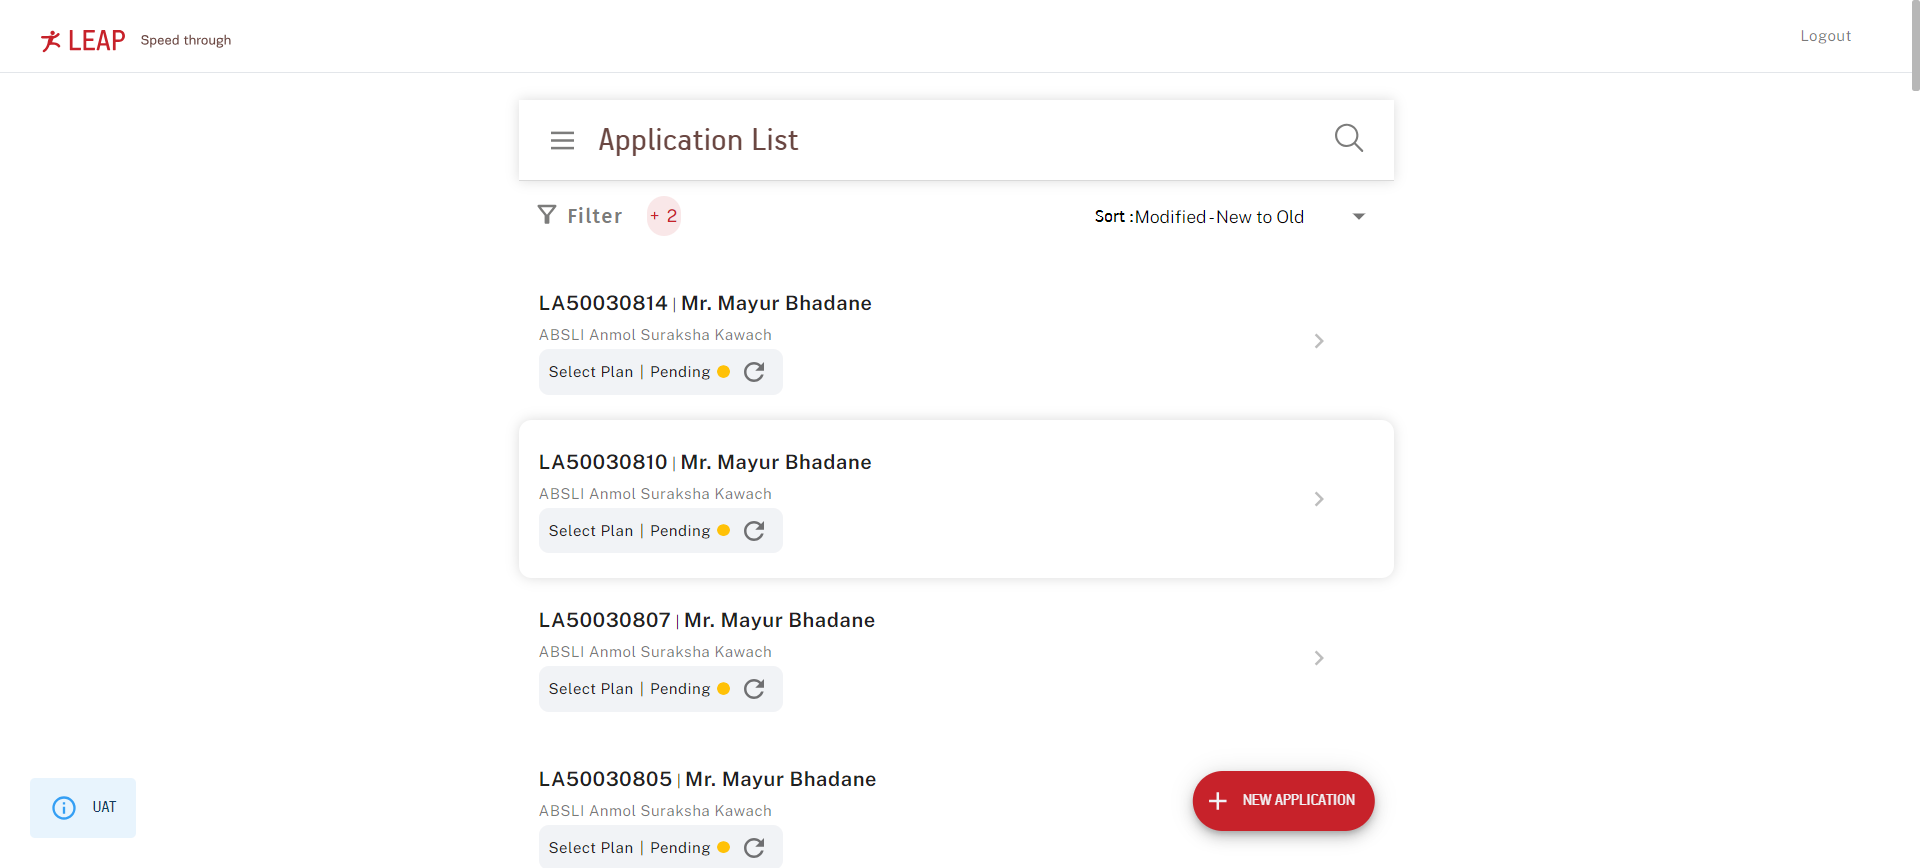 LEAP Speed through
Logout
Application List
Filter + 2
Sort : Modified - New to Old
LA50030814 | Mr. Mayur Bhadane
ABSLI Anmol Suraksha Kawach
Select Plan | Pending
LA50030810 | Mr. Mayur Bhadane
ABSLI Anmol Suraksha Kawach
Select Plan | Pending
LA50030807 | Mr. Mayur Bhadane
ABSLI Anmol Suraksha Kawach
Select Plan | Pending
LA50030805 | Mr. Mayur Bhadane
ABSLI Anmol Suraksha Kawach
Select Plan | Pending
+ NEW APPLICATION
UAT